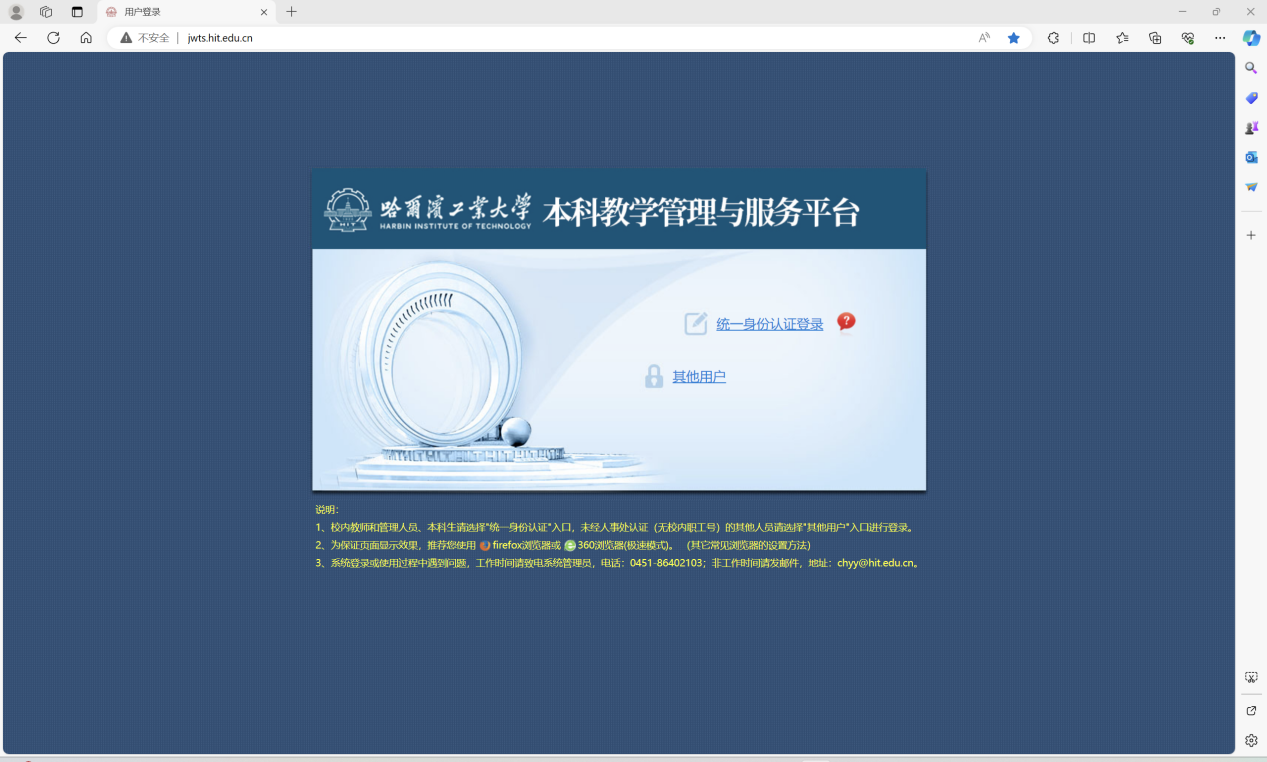 用户登录
不安全 | jwts.hit.edu.cn
哈爾濱工業大學 本科教学管理与服务平台
HARBIN INSTITUTE OF TECHNOLOGY
HIT
统一身份认证登录 ?
其他用户
说明：
1、校内教师和管理人员、本科生请选择"统一身份认证"入口，未经人事处认证（无校内职工号）的其他人员请选择"其他用户"入口进行登录。
2、为保证页面显示效果，推荐您使用 firefox浏览器或 360浏览器(极速模式)。 （其它常见浏览器的设置方法）
3、系统登录或使用过程中遇到问题，工作时间请致电系统管理员，电话：0451-86402103；非工作时间请发邮件，地址：chyy@hit.edu.cn。